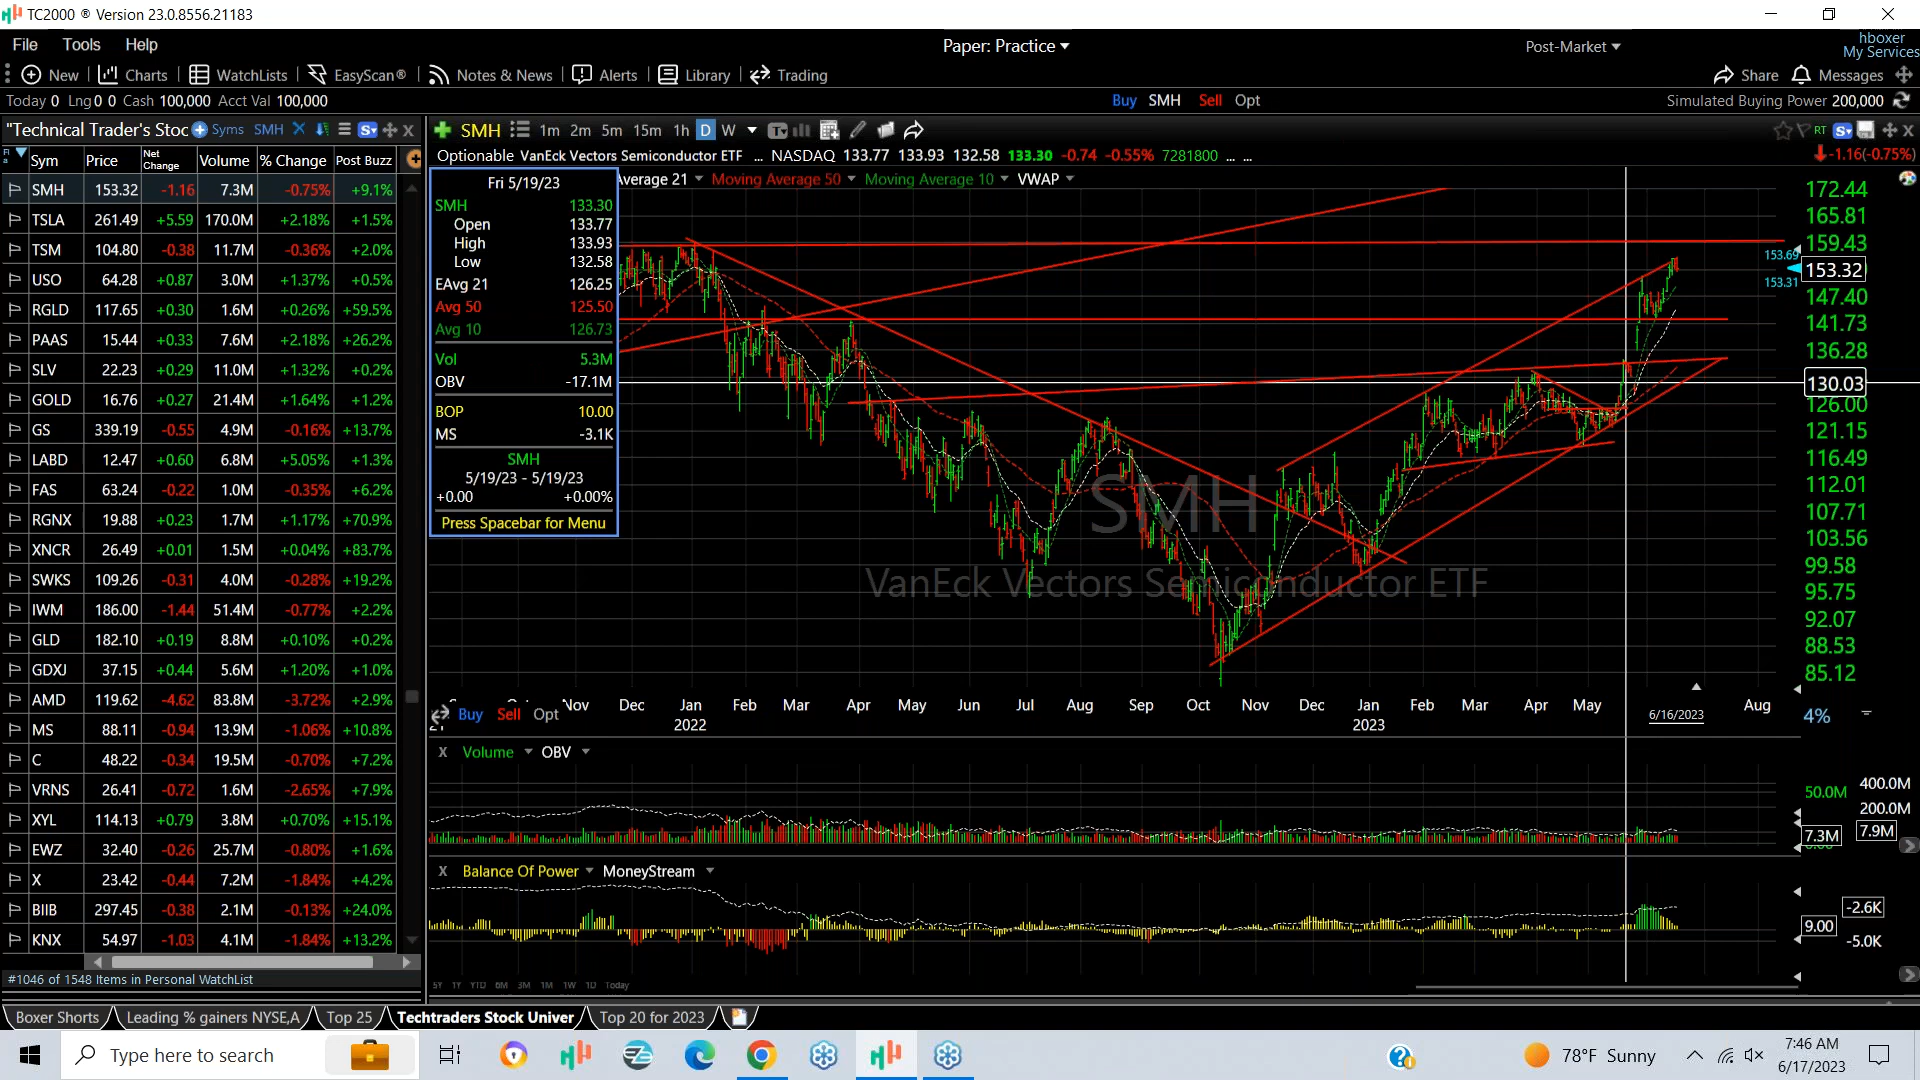 TC2000 ® Version 23.0.8556.21183
File Tools Help
Paper: Practice
Post-Market
hboxer
My Services
New Charts WatchLists EasyScan® Notes & News Alerts Library Trading
Share Messages
Today 0 Lng 0 0 Cash 100,000 Acct Val 100,000
Buy SMH Sell Opt
Simulated Buying Power 200,000
"Technical Trader's Stoc Syms SMH
SMH 1m 2m 5m 15m 1h D W
RT
Optionable VanEck Vectors Semiconductor ETF ... NASDAQ 133.77 133.93 132.58 133.30 -0.74 -0.55% 7281800 ... ...
-1.16(-0.75%)
Sym Price Net Change Volume % Change Post Buzz
SMH 153.32 -1.16 7.3M -0.75% +9.1%
TSLA 261.49 +5.59 170.0M +2.18% +1.5%
TSM 104.80 -0.38 11.7M -0.36% +2.0%
USO 64.28 +0.87 3.0M +1.37% +0.5%
RGLD 117.65 +0.30 1.6M +0.26% +59.5%
PAAS 15.44 +0.33 7.6M +2.18% +26.2%
SLV 22.23 +0.29 11.0M +1.32% +0.2%
GOLD 16.76 +0.27 21.4M +1.64% +1.2%
GS 339.19 -0.55 4.9M -0.16% +13.7%
LABD 12.47 +0.60 6.8M +5.05% +1.3%
FAS 63.24 -0.22 1.0M -0.35% +6.2%
RGNX 19.88 +0.23 1.7M +1.17% +70.9%
XNCR 26.49 +0.01 1.5M +0.04% +83.7%
SWKS 109.26 -0.31 4.0M -0.28% +19.2%
IWM 186.00 -1.44 51.4M -0.77% +2.2%
GLD 182.10 +0.19 8.8M +0.10% +0.2%
GDXJ 37.15 +0.44 5.6M +1.20% +1.0%
AMD 119.62 -4.62 83.8M -3.72% +2.9%
MS 88.11 -0.94 13.9M -1.06% +10.8%
C 48.22 -0.34 19.5M -0.70% +7.2%
VRNS 26.41 -0.72 1.6M -2.65% +7.9%
XYL 114.13 +0.79 3.8M +0.70% +15.1%
EWZ 32.40 -0.26 25.7M -0.80% +1.6%
X 23.42 -0.44 7.2M -1.84% +4.2%
BIIB 297.45 -0.38 2.1M -0.13% +24.0%
KNX 54.97 -1.03 4.1M -1.84% +13.2%
#1046 of 1548 Items in Personal WatchList
Average 21 Moving Average 50 Moving Average 10 VWAP
Fri 5/19/23
SMH 133.30
Open 133.77
High 133.93
Low 132.58
EAvg 21 126.25
Avg 50 125.50
Avg 10 126.73
Vol 5.3M
OBV -17.1M
BOP 10.00
MS -3.1K
SMH
5/19/23 - 5/19/23
+0.00 +0.00%
Press Spacebar for Menu
SMH
VanEck Vectors Semiconductor ETF
172.44
165.81
159.43
153.69
153.32
153.31
147.40
141.73
136.28
130.03
126.00
121.15
116.49
112.01
107.71
103.56
99.58
95.75
92.07
88.53
85.12
4%
Nov Dec Jan Feb Mar Apr May Jun Jul Aug Sep Oct Nov Dec Jan Feb Mar Apr May 6/16/2023 Aug
2022 2023
Buy Sell Opt
X Volume OBV
50.0M 400.0M
200.0M
7.3M 7.9M
X Balance Of Power MoneyStream
-2.6K
9.00
-5.0K
5Y 1Y YTD 6M 3M 1M 1W 1D Today
Boxer Shorts Leading % gainers NYSE,A Top 25 Techtraders Stock Univer Top 20 for 2023
Type here to search
78°F Sunny
7:46 AM
6/17/2023